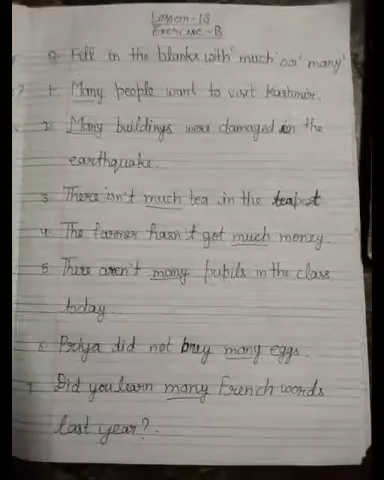 Lesson-18
Exercise-B
Q. Fill in the blanks with 'much' or 'many'
1. Many people want to visit Kashmir.
2. Many buildings were damaged in the
earthquake.
3. There isn't much tea in the teapot
4. The farmer hasn't got much money.
5. There aren't many pupils in the class
today.
6. Priya did not buy many eggs.
7. Did you learn many French words
last year?